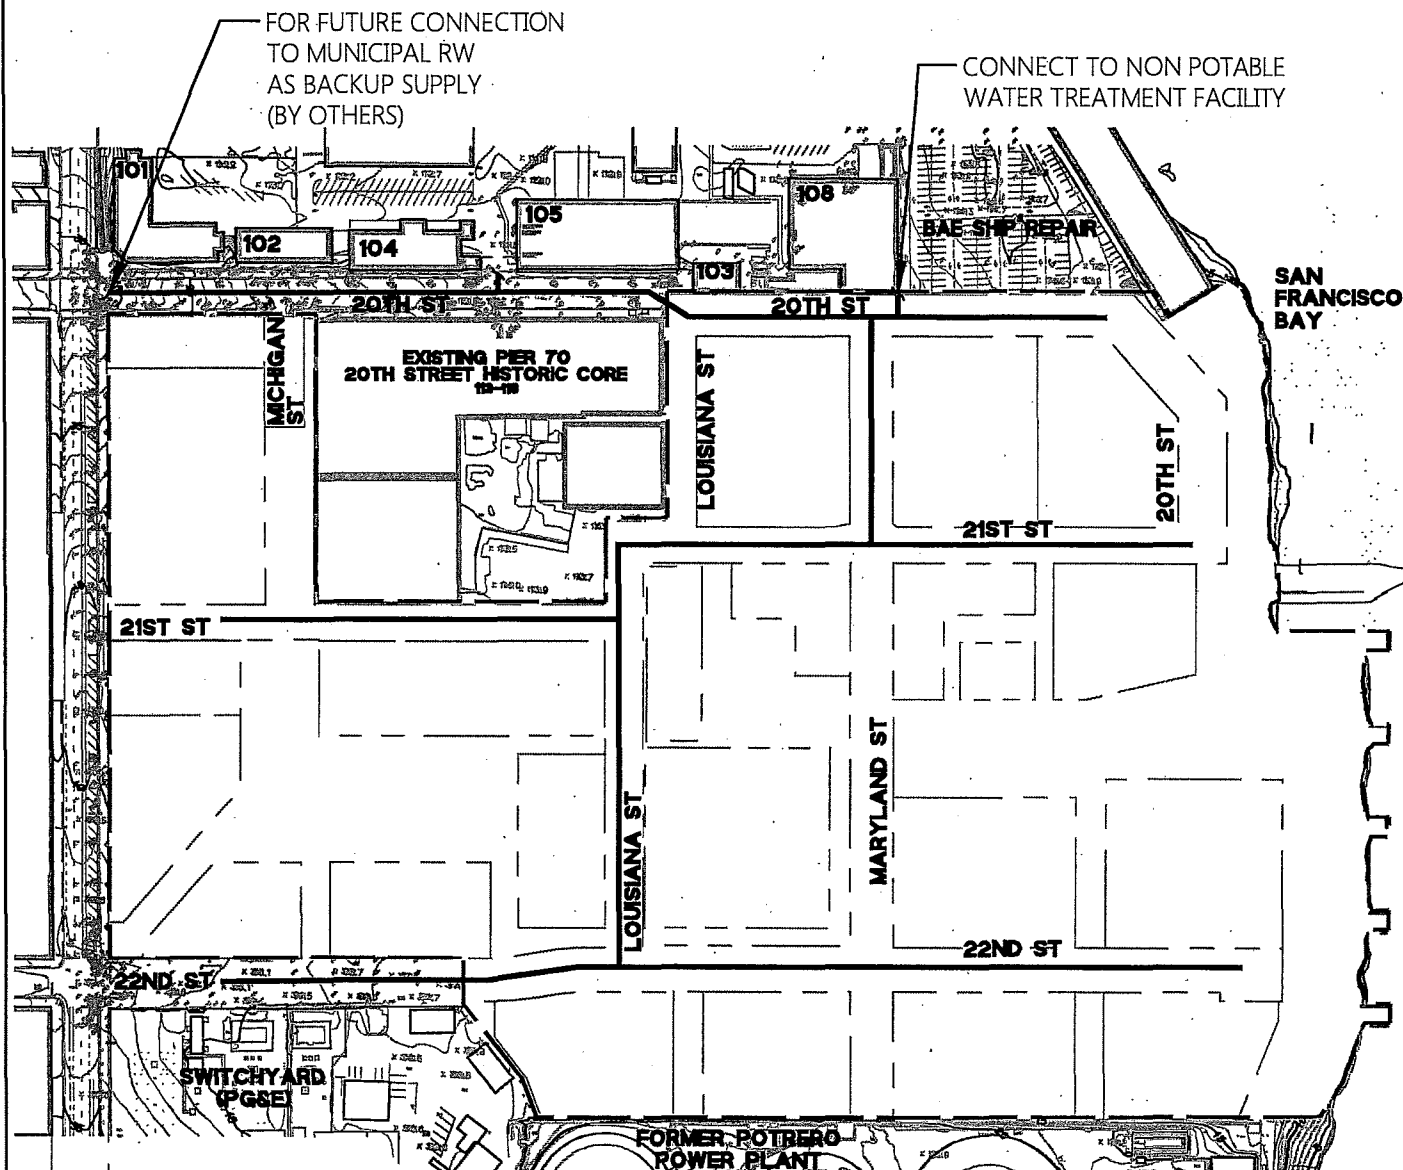 FOR FUTURE CONNECTION
TO MUNICIPAL RW
AS BACKUP SUPPLY
(BY OTHERS)
CONNECT TO NON POTABLE
WATER TREATMENT FACILITY
101
102
104
105
103
108
BAE SHIP REPAIR
SAN
FRANCISCO
BAY
20TH ST
20TH ST
MICHIGAN
ST
EXISTING PIER 70
20TH STREET HISTORIC CORE
LOUISIANA ST
20TH ST
21ST ST
21ST ST
LOUISIANA ST
MARYLAND ST
22ND ST
22ND ST
SWITCHYARD
(PG&E)
FORMER POTRERO
POWER PLANT